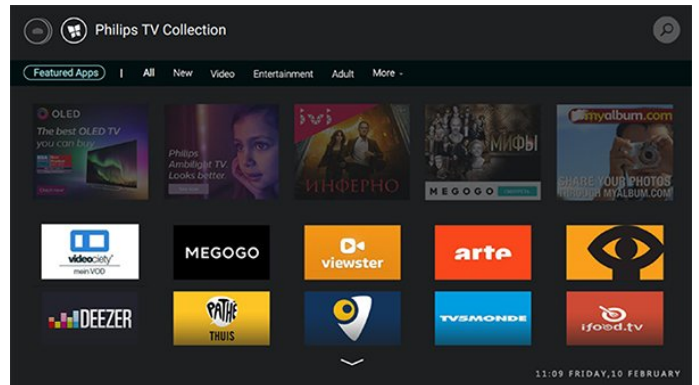 Philips TV Collection
Featured Apps | All New Video Entertainment Adult More
OLED
The best OLED TV
you can buy
Philips
Ambilight TV.
Looks better.
ivi
ИНФЕРНО
МИФЫ
MEGOGO
myalbum.com
SHARE YOUR PHOTOS
THROUGH MYALBUM.COM
videociety
mein VOD
MEGOGO
viewster
arte
DEEZER
PATHÉ
THUIS
TV5MONDE
ifood.tv
11:09 FRIDAY,10 FEBRUARY